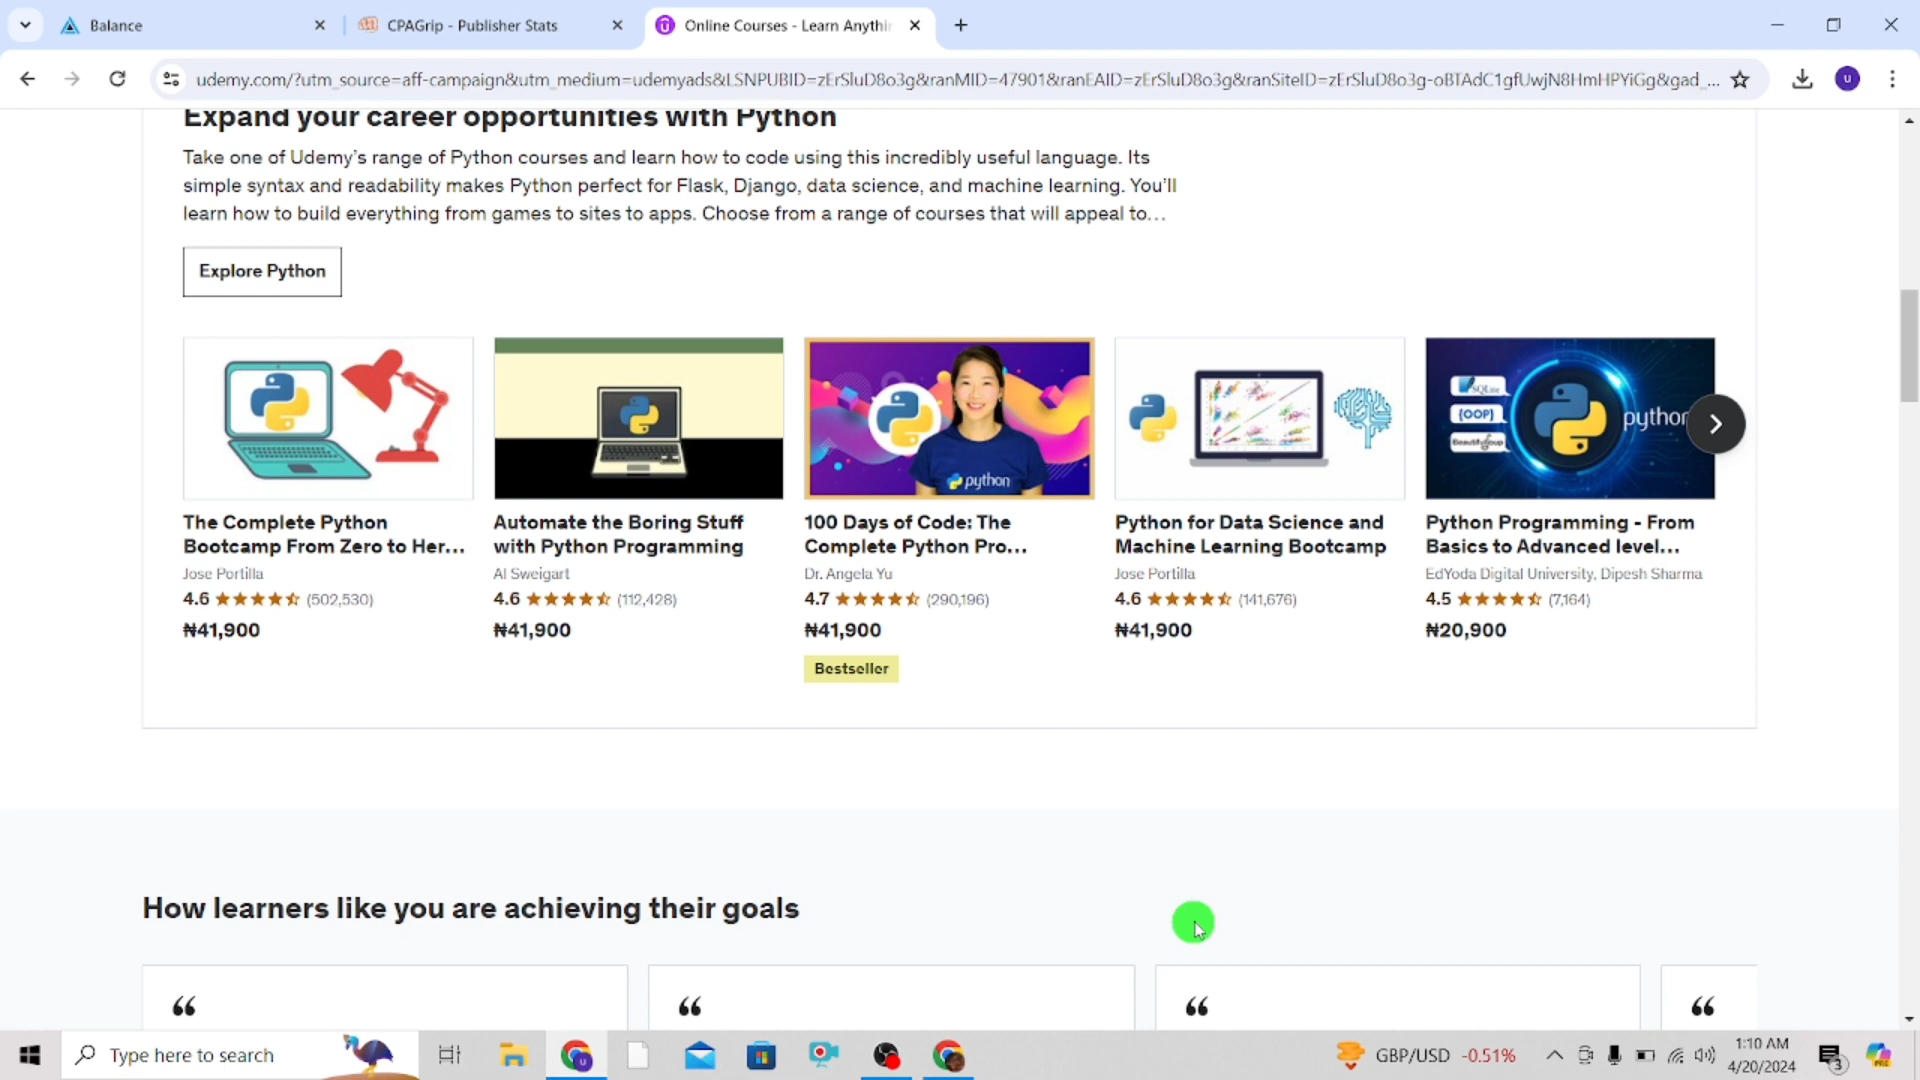 Balance
CPAGrip - Publisher Stats
Online Courses - Learn Anythi
udemy.com/?utm_source=aff-campaign&utm_medium=udemyads&LSNPUBID=zErSluD8o3g&ranMID=47901&ranEAID=zErSluD8o3g&ranSiteID=zErSluD8o3g-oBTAdC1gfUwjN8HmHPYiGg&gad_...
u
Expand your career opportunities with Python
Take one of Udemy's range of Python courses and learn how to code using this incredibly useful language. Its
simple syntax and readability makes Python perfect for Flask, Django, data science, and machine learning. You'll
learn how to build everything from games to sites to apps. Choose from a range of courses that will appeal to...
Explore Python
python
SQLite
{OOP}
BeautifulSoup
python
The Complete Python
Bootcamp From Zero to Her...
Jose Portilla
4.6 (502,530)
₦41,900
Automate the Boring Stuff
with Python Programming
Al Sweigart
4.6 (112,428)
₦41,900
100 Days of Code: The
Complete Python Pro...
Dr. Angela Yu
4.7 (290,196)
₦41,900
Bestseller
Python for Data Science and
Machine Learning Bootcamp
Jose Portilla
4.6 (141,676)
₦41,900
Python Programming - From
Basics to Advanced level...
EdYoda Digital University, Dipesh Sharma
4.5 (7,164)
₦20,900
How learners like you are achieving their goals
“ “ “ “
Type here to search
GBP/USD -0.51%
1:10 AM
4/20/2024
3